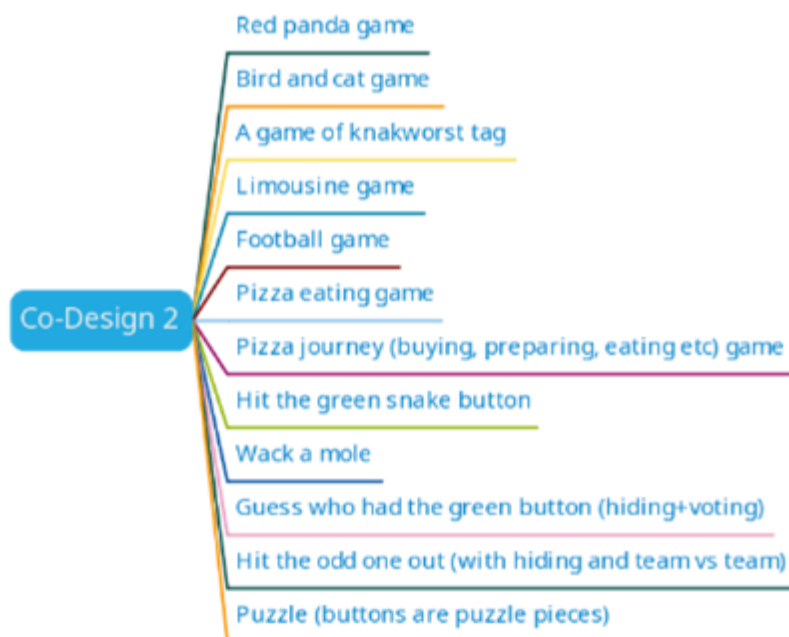 Red panda game
Bird and cat game
A game of knakworst tag
Limousine game
Football game
Co-Design 2
Pizza eating game
Pizza journey (buying, preparing, eating etc) game
Hit the green snake button
Wack a mole
Guess who had the green button (hiding+voting)
Hit the odd one out (with hiding and team vs team)
Puzzle (buttons are puzzle pieces)